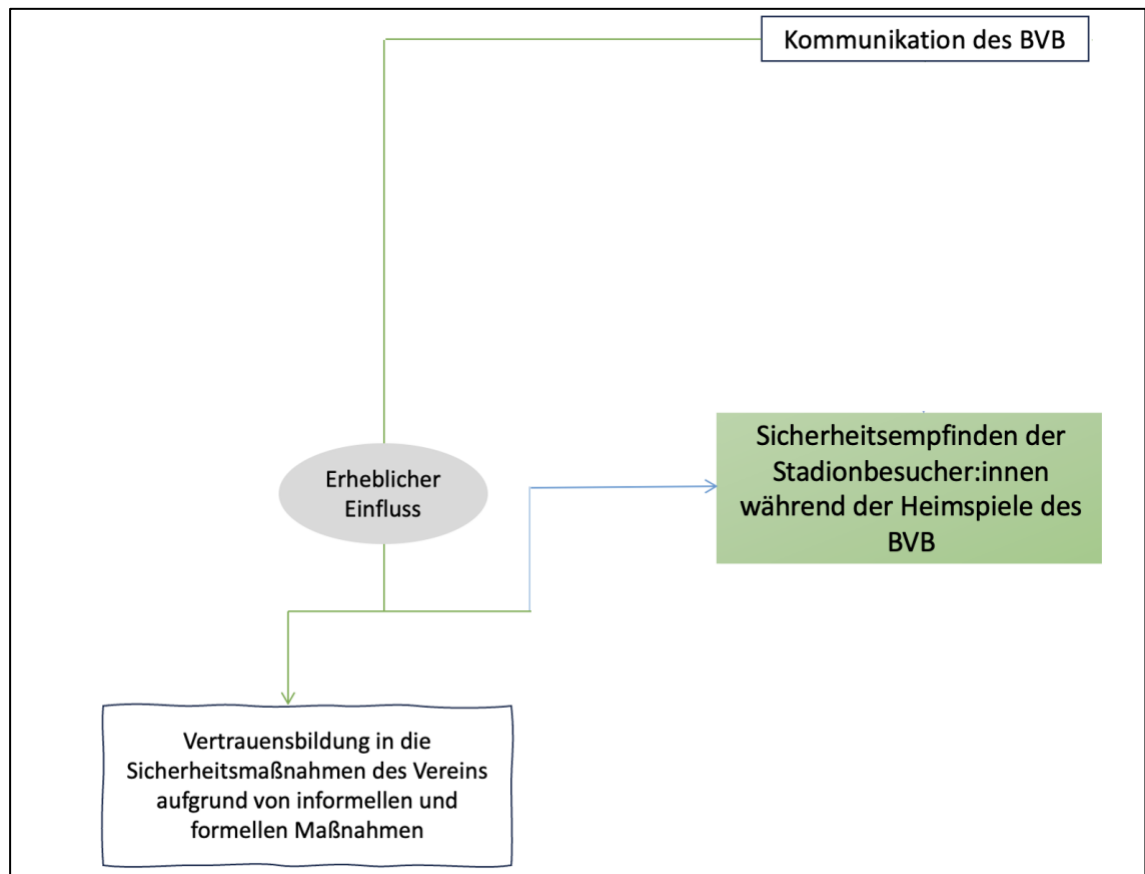 Kommunikation des BVB
Erheblicher
Einfluss
Sicherheitsempfinden der
Stadionbesucher:innen
während der Heimspiele des
BVB
Vertrauensbildung in die
Sicherheitsmaßnahmen des Vereins
aufgrund von informellen und
formellen Maßnahmen